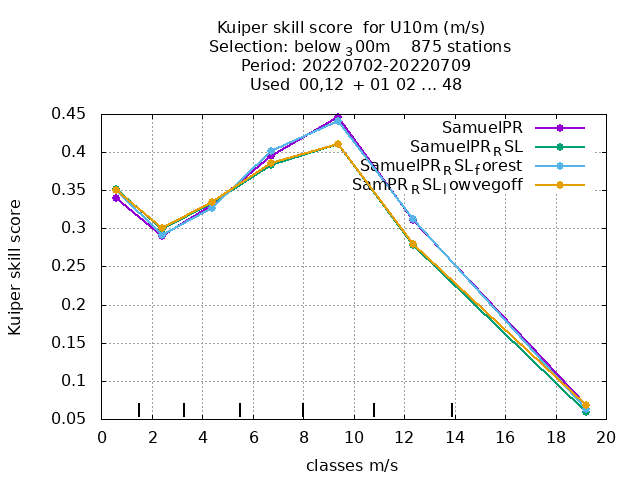 Kuiper skill score  for U10m (m/s)
Selection: below ₃00m    875 stations
Period: 20220702-20220709
Used  00,12  + 01 02 ... 48
SamuelPR
SamuelPR_RSL
SamuelPR_RSL_forest
SamPR_RSL_lowvegoff
Kuiper skill score
0.45
0.4
0.35
0.3
0.25
0.2
0.15
0.1
0.05
0 2 4 6 8 10 12 14 16 18 20
classes m/s